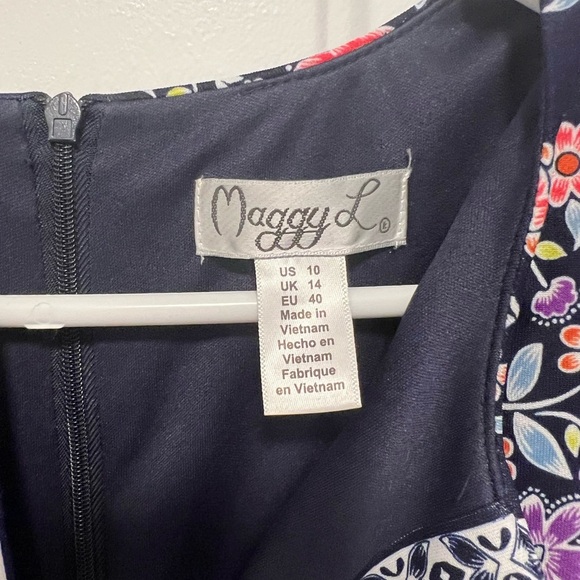 Maggy L®
US 10
UK 14
EU 40
Made in
Vietnam
Hecho en
Vietnam
Fabrique
en Vietnam